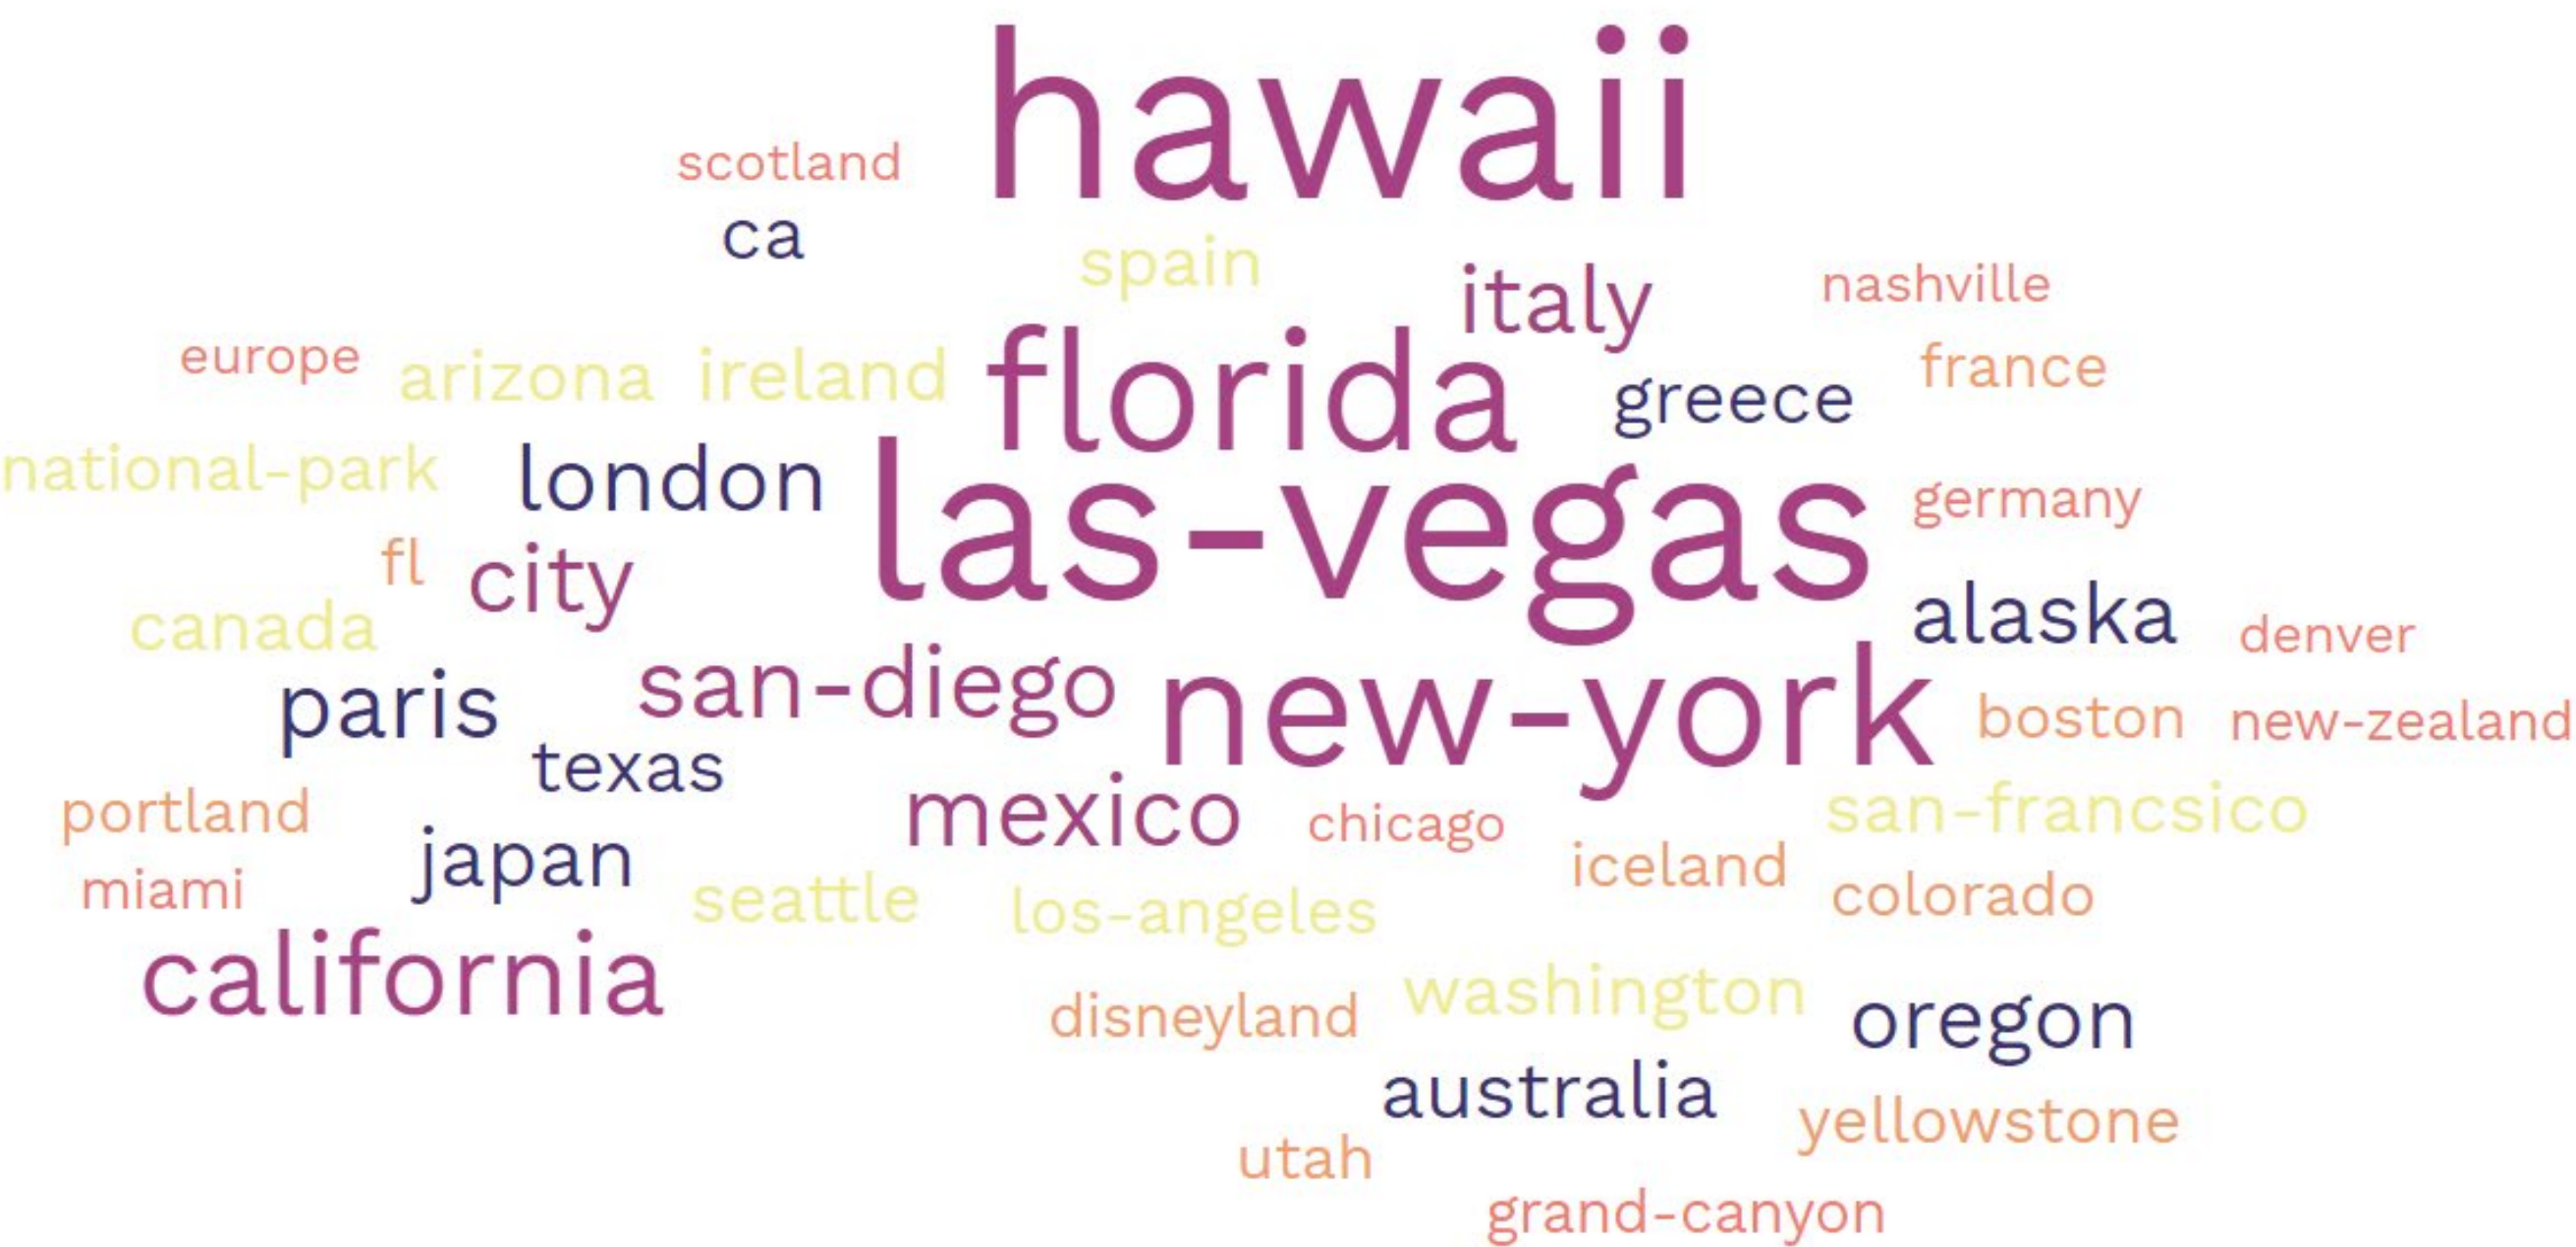 hawaii
scotland
ca
spain
italy
nashville
europe
arizona
ireland
florida
greece
france
national-park
london
las-vegas
germany
fl
city
canada
alaska
denver
paris
san-diego
new-york
boston
new-zealand
texas
portland
mexico
chicago
san-francsico
japan
iceland
miami
seattle
los-angeles
colorado
california
disneyland
washington
oregon
australia
yellowstone
utah
grand-canyon